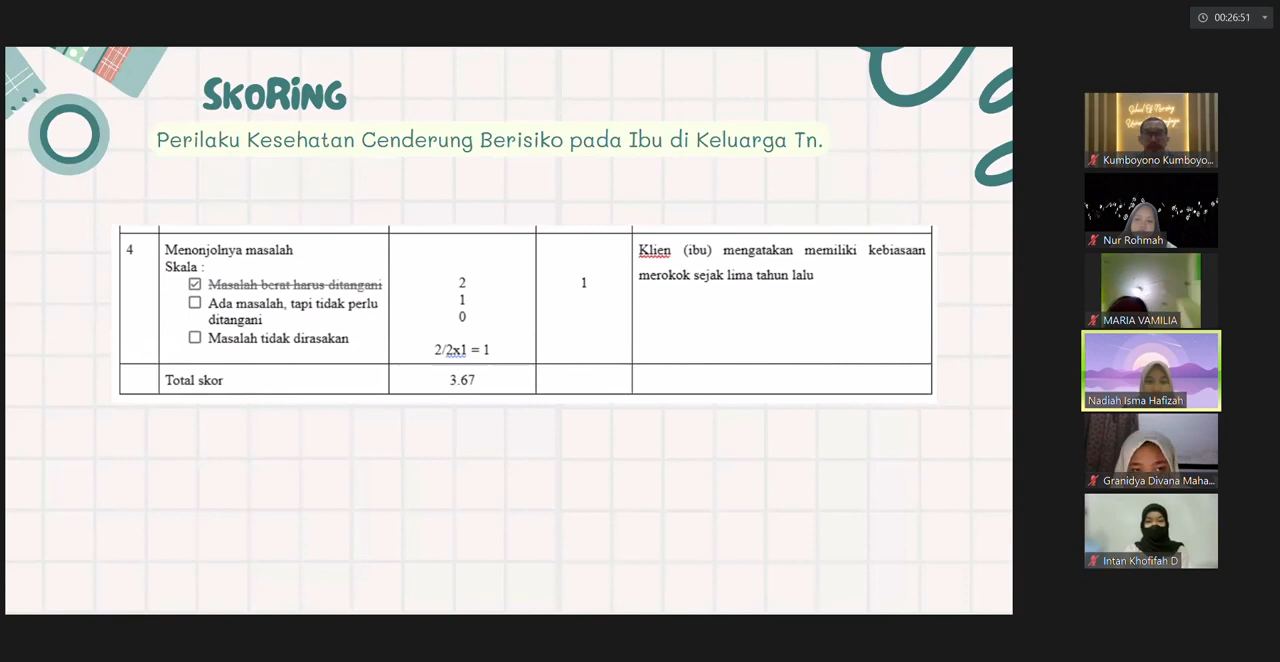 00:26:51
SKORING
Perilaku Kesehatan Cenderung Berisiko pada Ibu di Keluarga Tn.
4
Menonjolnya masalah
Skala :
Masalah berat harus ditangani
Ada masalah, tapi tidak perlu
ditangani
Masalah tidak dirasakan
2
1
0
2/2x1 = 1
1
Klien (ibu) mengatakan memiliki kebiasaan
merokok sejak lima tahun lalu
Total skor
3.67
School Of Nursing
Kumboyono Kumboyo...
Nur Rohmah
MARIA VAMILIA
Nadiah Isma Hafizah
Granidya Divana Maha...
Intan Khofifah D